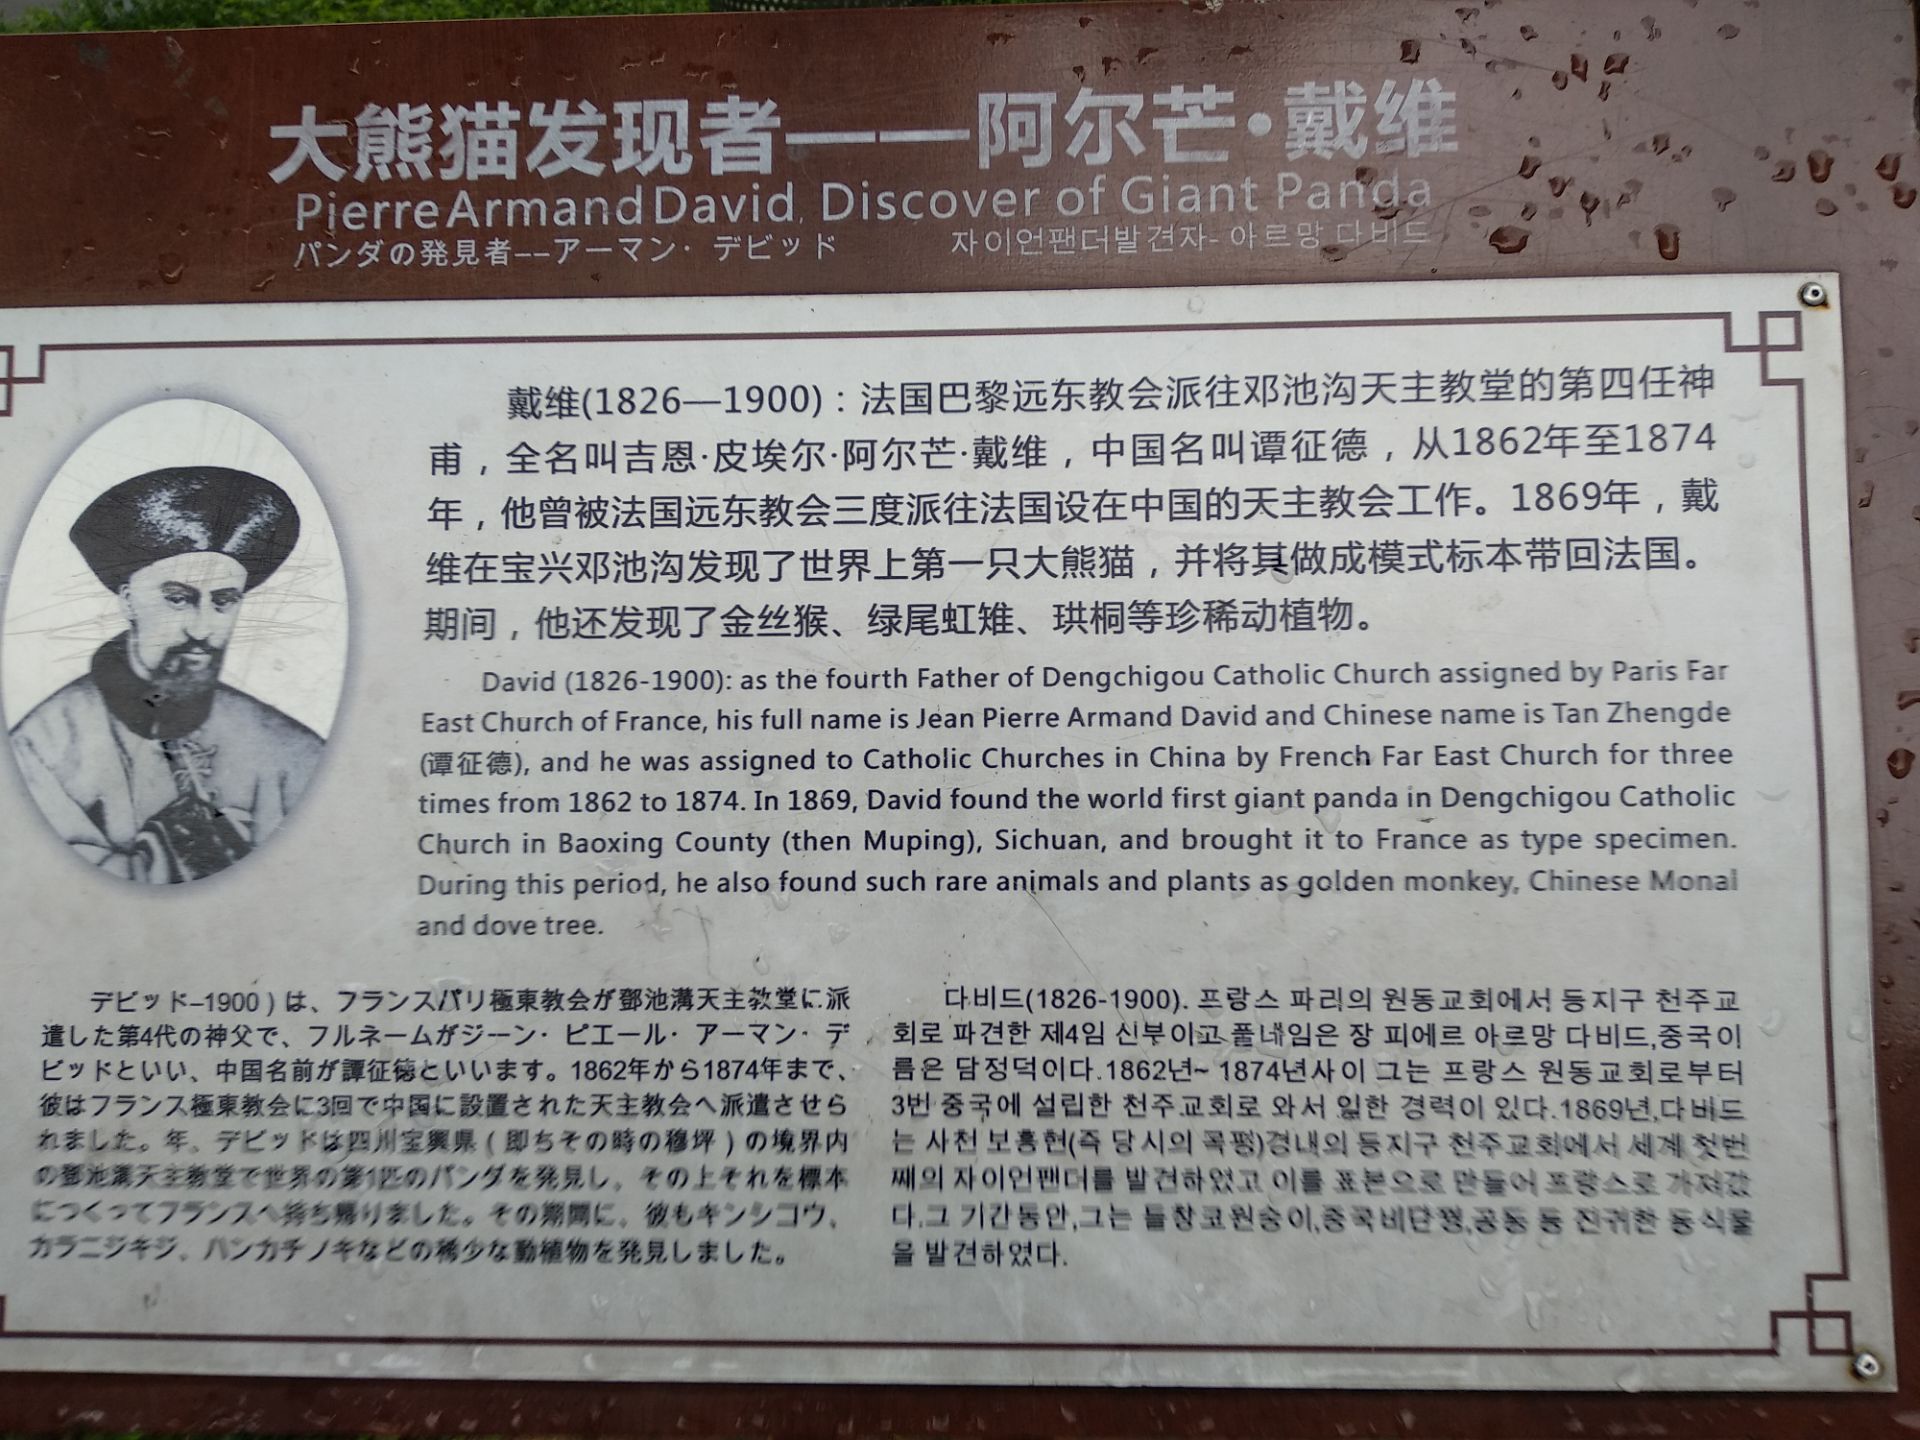 大熊猫发现者——阿尔芒·戴维
Pierre Armand David, Discover of Giant Panda
パンダの発見者--アーマン· デビッド
자이언팬더발견자- 아르망 다비드
戴维(1826—1900)：法国巴黎远东教会派往邓池沟天主教堂的第四任神
甫，全名叫吉恩·皮埃尔·阿尔芒·戴维，中国名叫谭征德，从1862年至1874
年，他曾被法国远东教会三度派往法国设在中国的天主教会工作。1869年，戴
维在宝兴邓池沟发现了世界上第一只大熊猫，并将其做成模式标本带回法国。
期间，他还发现了金丝猴、绿尾虹雉、珙桐等珍稀动植物。
David (1826-1900): as the fourth Father of Dengchigou Catholic Church assigned by Paris Far
East Church of France, his full name is Jean Pierre Armand David and Chinese name is Tan Zhengde
(谭征德), and he was assigned to Catholic Churches in China by French Far East Church for three
times from 1862 to 1874. In 1869, David found the world first giant panda in Dengchigou Catholic
Church in Baoxing County (then Muping), Sichuan, and brought it to France as type specimen.
During this period, he also found such rare animals and plants as golden monkey, Chinese Monal
and dove tree.
デビッド–1900 ) は、フランスパリ極東教会が鄧池溝天主教堂に派
遣した第4代の神父で、フルネームがジーン· ピエール· アーマン· デ
ビッドといい、中国名前が譚征徳といいます。1862年から1874年まで、
彼はフランス極東教会に3回で中国に設置された天主教会へ派遣させら
れました。年、デビッドは四川宝興県 ( 即ちその時の穆坪 ) の境界内
の鄧池溝天主教堂で世界の第1匹のパンダを発見し、その上それを標本
につくってフランスへ持ち帰りました。その期間に、彼もキンシコウ、
カラニジキジ、ハンカチノキなどの稀少な動植物を発見しました。
다비드(1826-1900). 프랑스 파리의 원동교회에서 등지구 천주교
회로 파견한 제4임 신부이고 풀네임은 장 피에르 아르망 다비드,중국이
름은 담정덕이다.1862년~ 1874년사이 그는 프랑스 원동교회로부터
3번 중국에 설립한 천주교회로 와서 일한 경력이 있다.1869년,다비드
는 사천 보흥현(즉 당시의 목평)경내의 등지구 천주교회에서 세계 첫번
째의 자이언팬더를 발견하였고 이를 표본으로 만들어 프랑스로 가져갔
다.그 기간동안,그는 들창코원숭이,중국비단꿩,공동 등 진귀한 동식물
을 발견하였다.